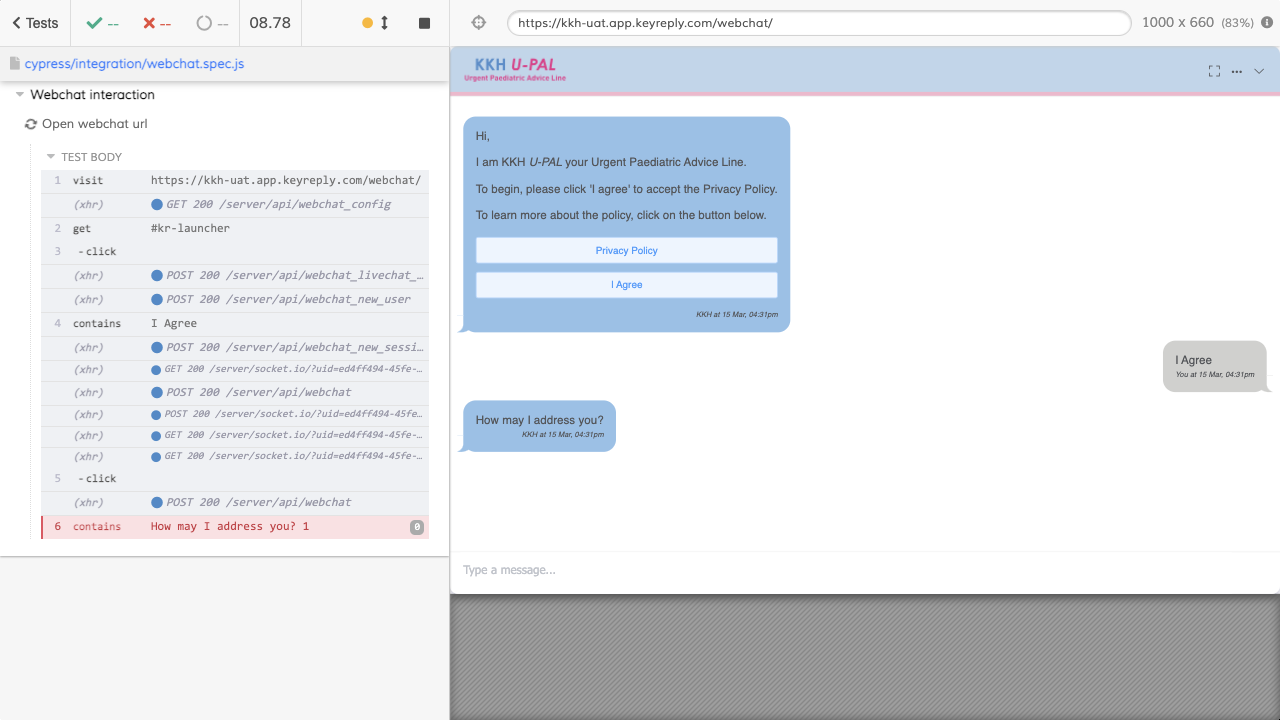 Tests
--
--
--
08.78
https://kkh-uat.app.keyreply.com/webchat/
1000 x 660 (83%)
cypress/integration/webchat.spec.js
Webchat interaction
Open webchat url
TEST BODY
1 visit https://kkh-uat.app.keyreply.com/webchat/
(xhr) GET 200 /server/api/webchat_config
2 get #kr-launcher
3 - click
(xhr) POST 200 /server/api/webchat_livechat_…
(xhr) POST 200 /server/api/webchat_new_user
4 contains I Agree
(xhr) POST 200 /server/api/webchat_new_sessi…
(xhr) GET 200 /server/socket.io/?uid=ed4ff494-45fe-…
(xhr) POST 200 /server/api/webchat
(xhr) POST 200 /server/socket.io/?uid=ed4ff494-45fe…
(xhr) GET 200 /server/socket.io/?uid=ed4ff494-45fe-…
(xhr) GET 200 /server/socket.io/?uid=ed4ff494-45fe-…
5 - click
(xhr) POST 200 /server/api/webchat
6 contains How may I address you? 1 0
KKH U-PAL
Urgent Paediatric Advice Line
Hi,
I am KKH U-PAL your Urgent Paediatric Advice Line.
To begin, please click 'I agree' to accept the Privacy Policy.
To learn more about the policy, click on the button below.
Privacy Policy
I Agree
KKH at 15 Mar, 04:31pm
I Agree
You at 15 Mar, 04:31pm
How may I address you?
KKH at 15 Mar, 04:31pm
Type a message...